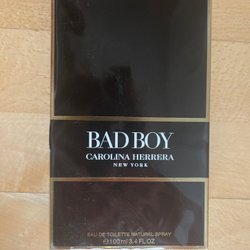 BAD BOY
CAROLINA HERRERA
NEW YORK
EAU DE TOILETTE NATURAL SPRAY
℮100ml 3.4 FL.OZ